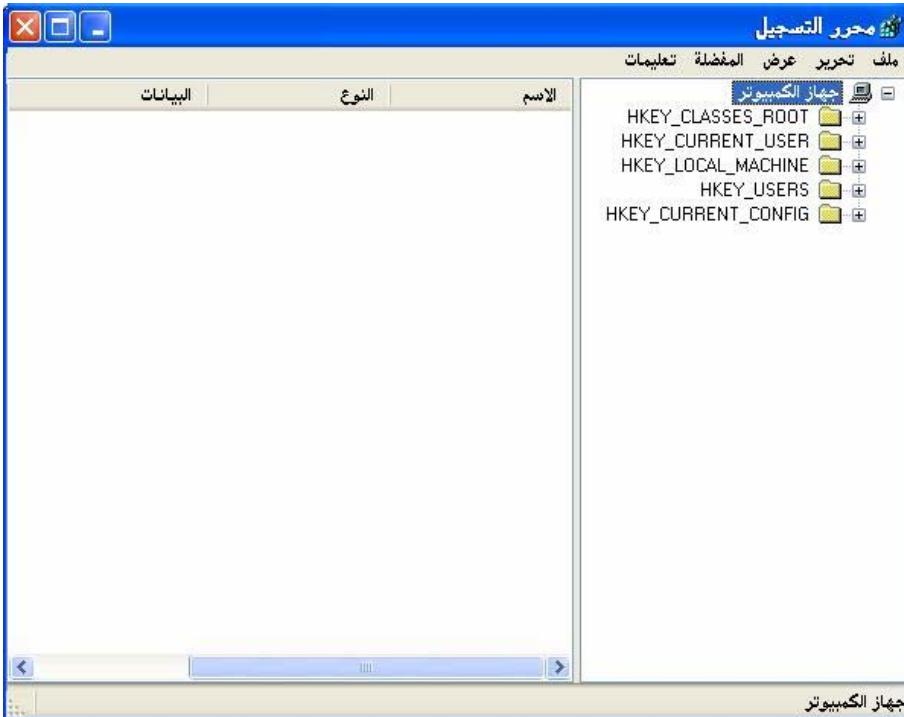 محرر التسجيل
ملف تحرير عرض المفضلة تعليمات
جهاز الكمبيوتر
HKEY_CLASSES_ROOT
HKEY_CURRENT_USER
HKEY_LOCAL_MACHINE
HKEY_USERS
HKEY_CURRENT_CONFIG
الاسم النوع البيانات
جهاز الكمبيوتر